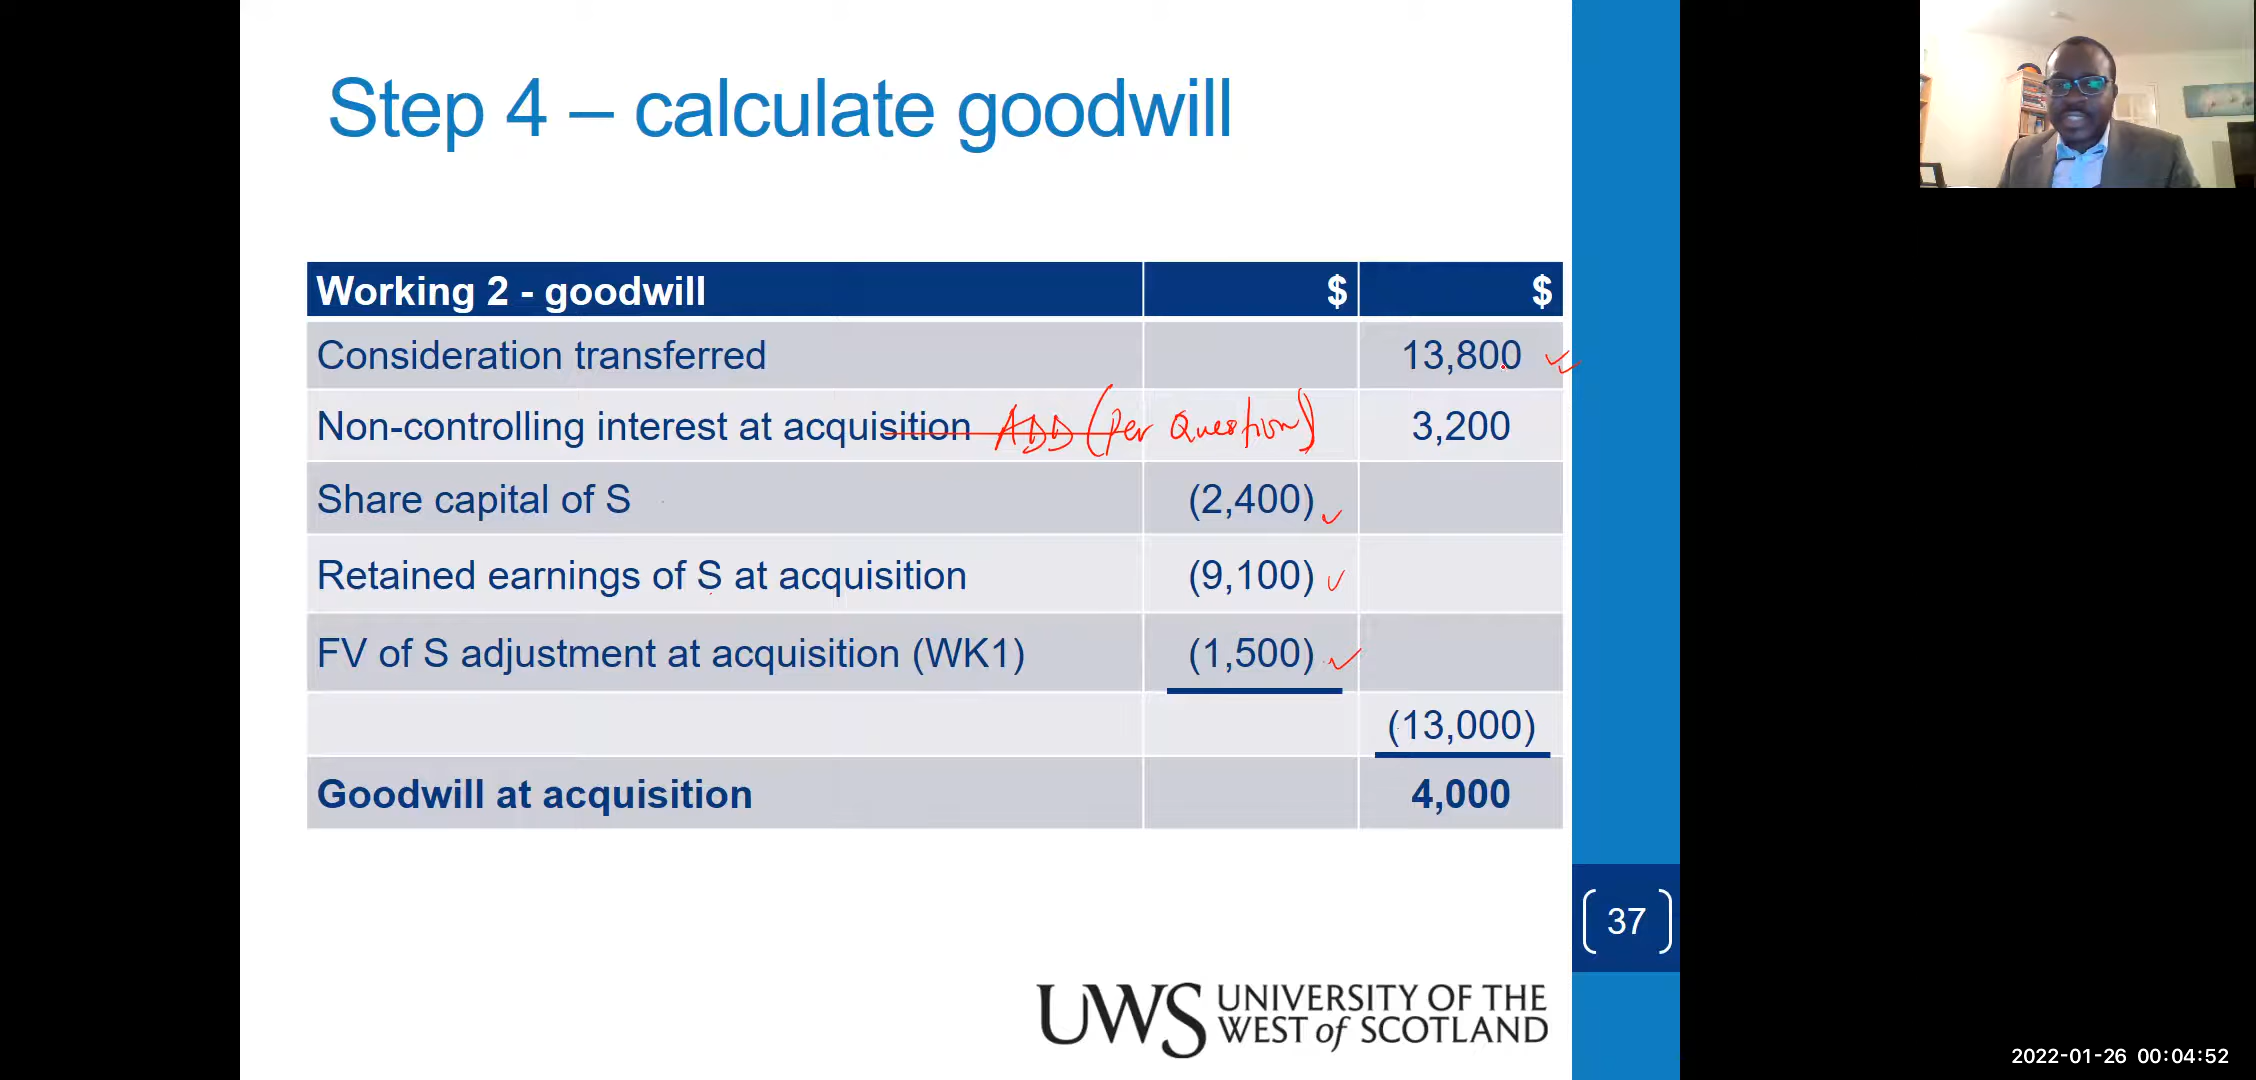 Step 4 – calculate goodwill
Working 2 - goodwill $ $
Consideration transferred 13,800
Non-controlling interest at acquisition ADD (Per Question) 3,200
Share capital of S (2,400)
Retained earnings of S at acquisition (9,100)
FV of S adjustment at acquisition (WK1) (1,500)
(13,000)
Goodwill at acquisition 4,000
37
UWS UNIVERSITY OF THE
WEST of SCOTLAND
2022-01-26 00:04:52